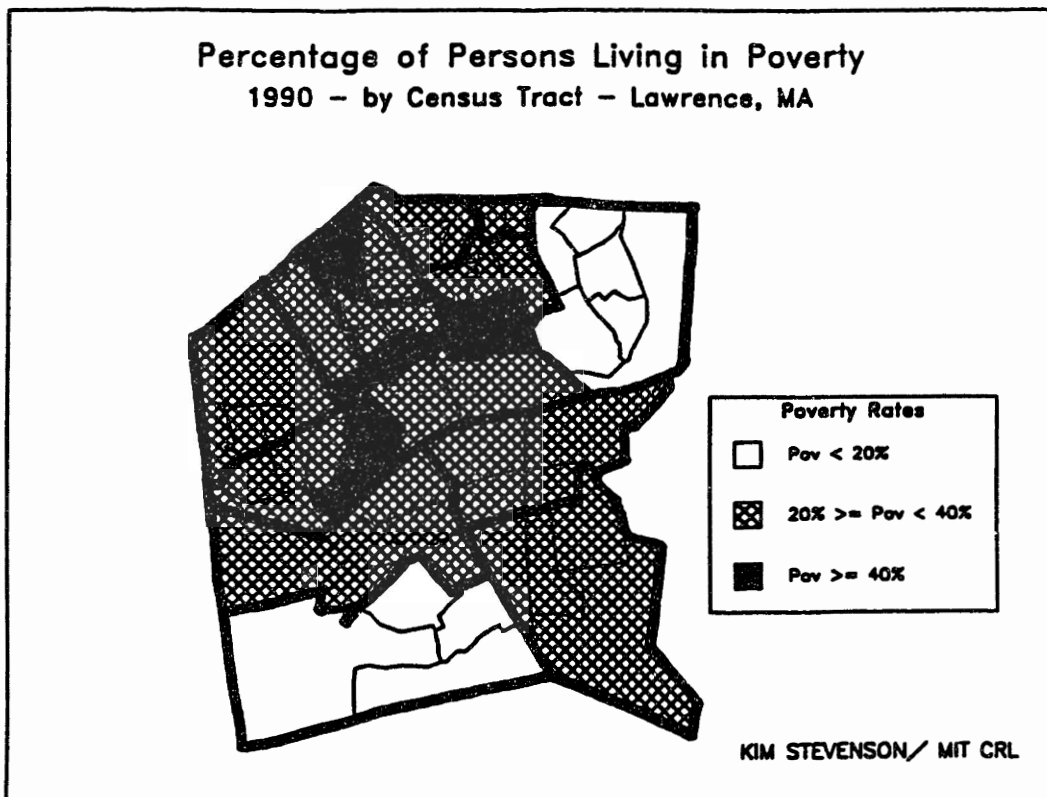 Percentage of Persons Living in Poverty
1990 – by Census Tract – Lawrence, MA
Poverty Rates
Pov < 20%
20% >= Pov < 40%
Pov >= 40%
KIM STEVENSON/ MIT CRL